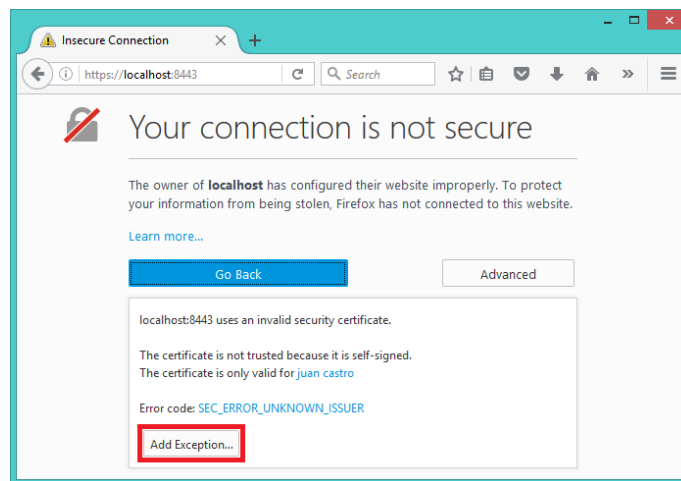 Insecure Connection
https://localhost:8443
Search
Your connection is not secure
The owner of localhost has configured their website improperly. To protect
your information from being stolen, Firefox has not connected to this website.
Learn more...
Go Back
Advanced
localhost:8443 uses an invalid security certificate.
The certificate is not trusted because it is self-signed.
The certificate is only valid for juan castro
Error code: SEC_ERROR_UNKNOWN_ISSUER
Add Exception...